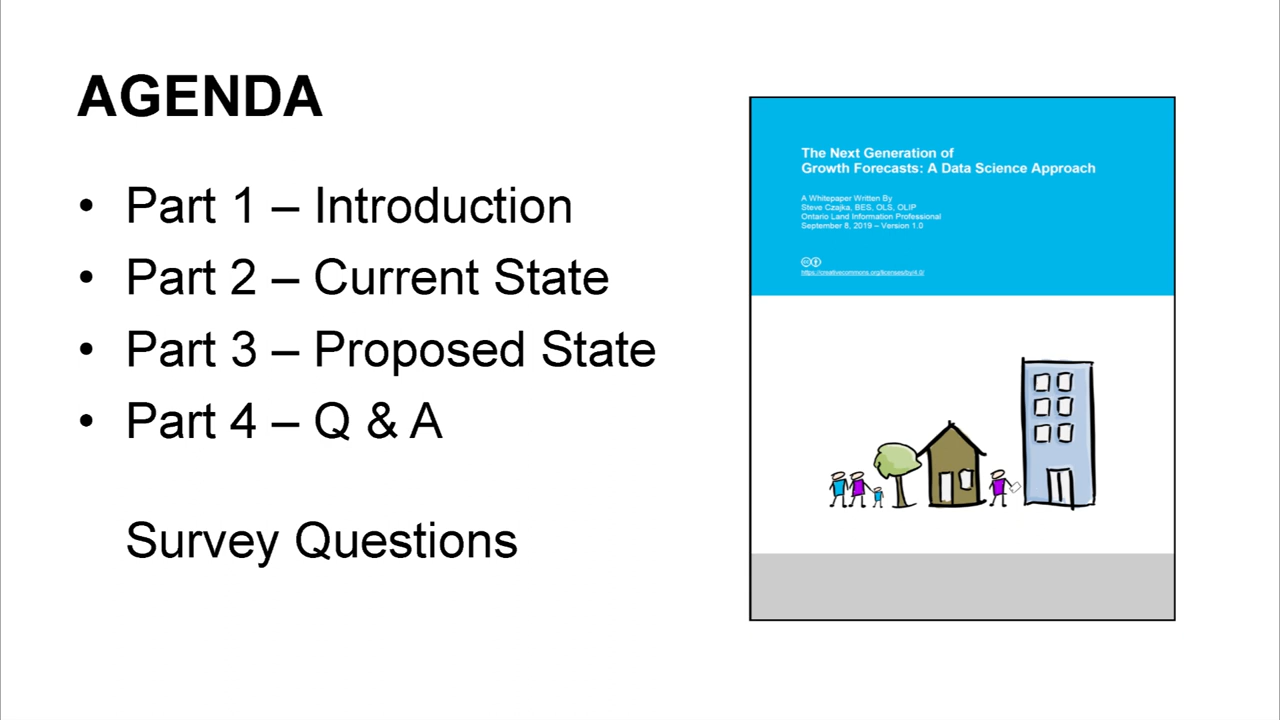 AGENDA
• Part 1 – Introduction
• Part 2 – Current State
• Part 3 – Proposed State
• Part 4 – Q & A
Survey Questions
The Next Generation of
Growth Forecasts: A Data Science Approach
A Whitepaper Written By
Steve Czajka, BES, OLS, OLIP
Ontario Land Information Professional
September 8, 2019 – Version 1.0
https://creativecommons.org/licenses/by/4.0/